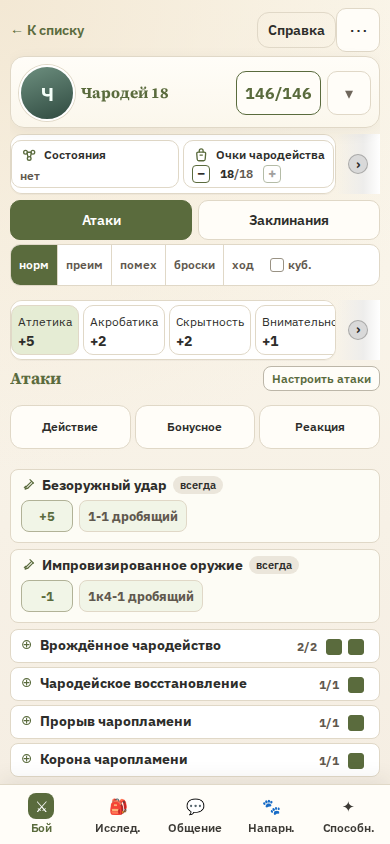 ← К списку
Справка
...
Ч
Чародей 18
146/146
▼
Состояния
нет
Очки чародейства
− 18/18 +
›
Атаки
Заклинания
норм преим помех броски ход куб.
Атлетика Акробатика Скрытность
+5 +2 +2 +1
›
Атаки
Настроить атаки
Действие Бонусное Реакция
Безоружный удар всегда
+5 1-1 дробящий
Импровизированное оружие всегда
-1 1к4-1 дробящий
Врождённое чародейство 2/2
Чародейское восстановление 1/1
Прорыв чаропламени 1/1
Корона чаропламени 1/1
Бой Исслед. Общение Напарн. Способн.